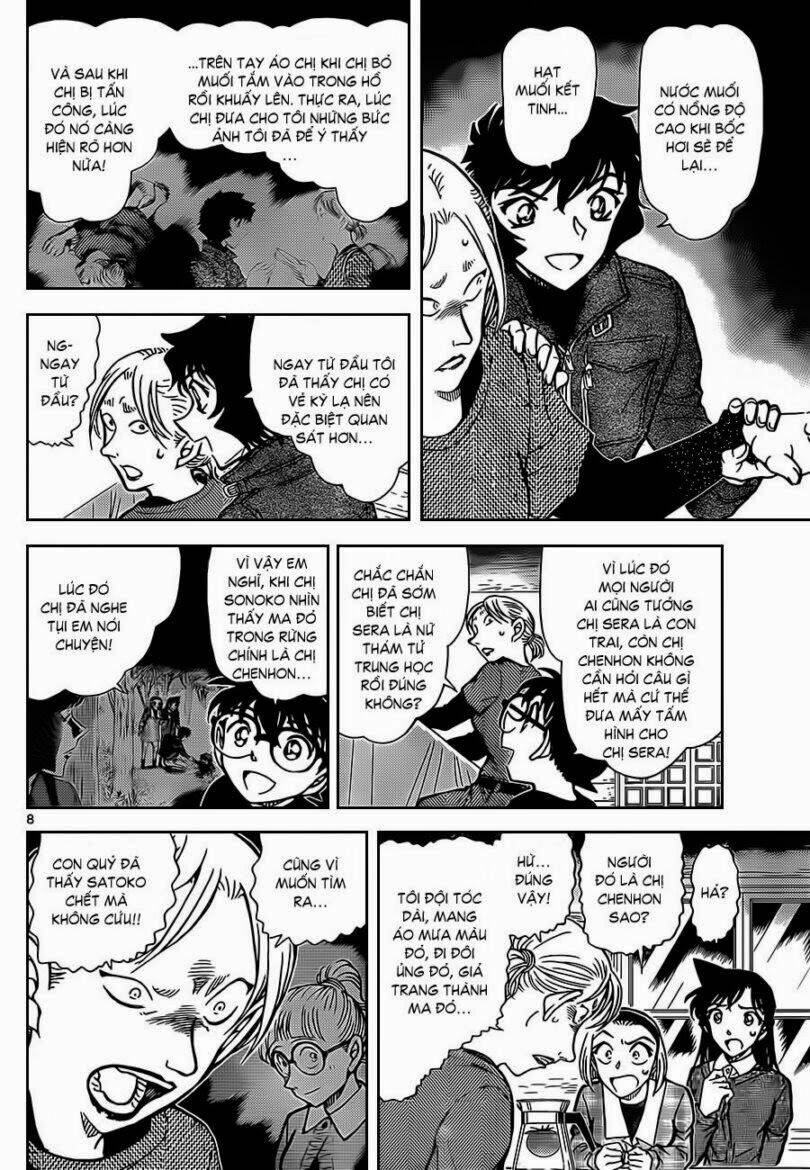 NƯỚC MUỐI
CÓ NỒNG ĐỘ
CAO KHI BỐC
HƠI SẼ ĐỂ
LẠI...
HẠT
MUỐI KẾT
TINH...
...TRÊN TAY ÁO CHỊ KHI CHỊ BỎ
MUỐI TẮM VÀO TRONG HỒ
RỒI KHUẤY LÊN. THỰC RA, LÚC
CHỊ ĐƯA CHO TÔI NHỮNG BỨC
ẢNH TÔI ĐÃ ĐỂ Ý THẤY
...
VÀ SAU KHI
CHỊ BỊ TẤN
CÔNG, LÚC
ĐÓ NÓ CÀNG
HIỆN RÕ HƠN
NỮA!
NGAY TỪ ĐẦU TÔI
ĐÃ THẤY CHỊ CÓ
VẺ KỲ LẠ NÊN
ĐẶC BIỆT QUAN
SÁT HƠN...
NG-
NGAY
TỪ
ĐẦU?
VÌ LÚC ĐÓ
MỌI NGƯỜI
AI CŨNG TƯỞNG
CHỊ SERA LÀ CON
TRAI, CÒN CHỊ
CHENHON KHÔNG
CẦN HỎI CÂU GÌ
HẾT MÀ CỨ THẾ
ĐƯA MẤY TẤM
HÌNH CHO
CHỊ SERA!
CHẮC CHẮN
CHỊ ĐÃ SỚM
BIẾT CHỊ
SERA LÀ NỮ
THÁM TỬ
TRUNG HỌC
RỒI ĐÚNG
KHÔNG?
VÌ VẬY EM
NGHĨ, KHI CHỊ
SONOKO NHÌN
THẤY MA ĐỎ
TRONG RỪNG
CHÍNH LÀ CHỊ
CHENHON...
LÚC ĐÓ
CHỊ ĐÃ NGHE
TỤI EM NÓI
CHUYỆN!
8
HẢ?
NGƯỜI
ĐÓ LÀ CHỊ
CHENHON
SAO?
HỪ...
ĐÚNG
VẬY!
TÔI ĐỘI TÓC
DÀI, MANG
ÁO MƯA MÀU
ĐỎ, ĐI ĐÔI
ỦNG ĐỎ, GIẢ
TRANG THÀNH
MA ĐỎ...
CŨNG VÌ
MUỐN TÌM
RA...
CON QUỶ ĐÃ
THẤY SATOKO
CHẾT MÀ
KHÔNG CỨU!!